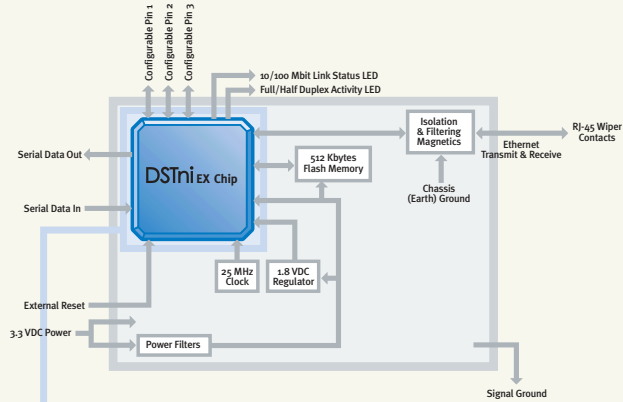 Configurable Pin 1
Configurable Pin 2
Configurable Pin 3
10/100 Mbit Link Status LED
Full/Half Duplex Activity LED
Isolation
& Filtering
Magnetics
RJ-45 Wiper
Contacts
Ethernet
Transmit & Receive
Serial Data Out
DSTni EX Chip
512 Kbytes
Flash Memory
Chassis
(Earth) Ground
Serial Data In
25 MHz
Clock
1.8 VDC
Regulator
External Reset
3.3 VDC Power
Power Filters
Signal Ground